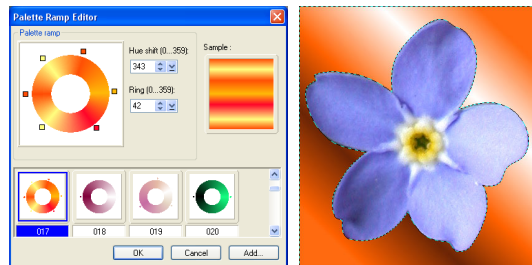 Palette Ramp Editor
Palette ramp
Hue shift (0...359):
343
Ring (0...359):
42
Sample :
017 018 019 020
OK Cancel Add...